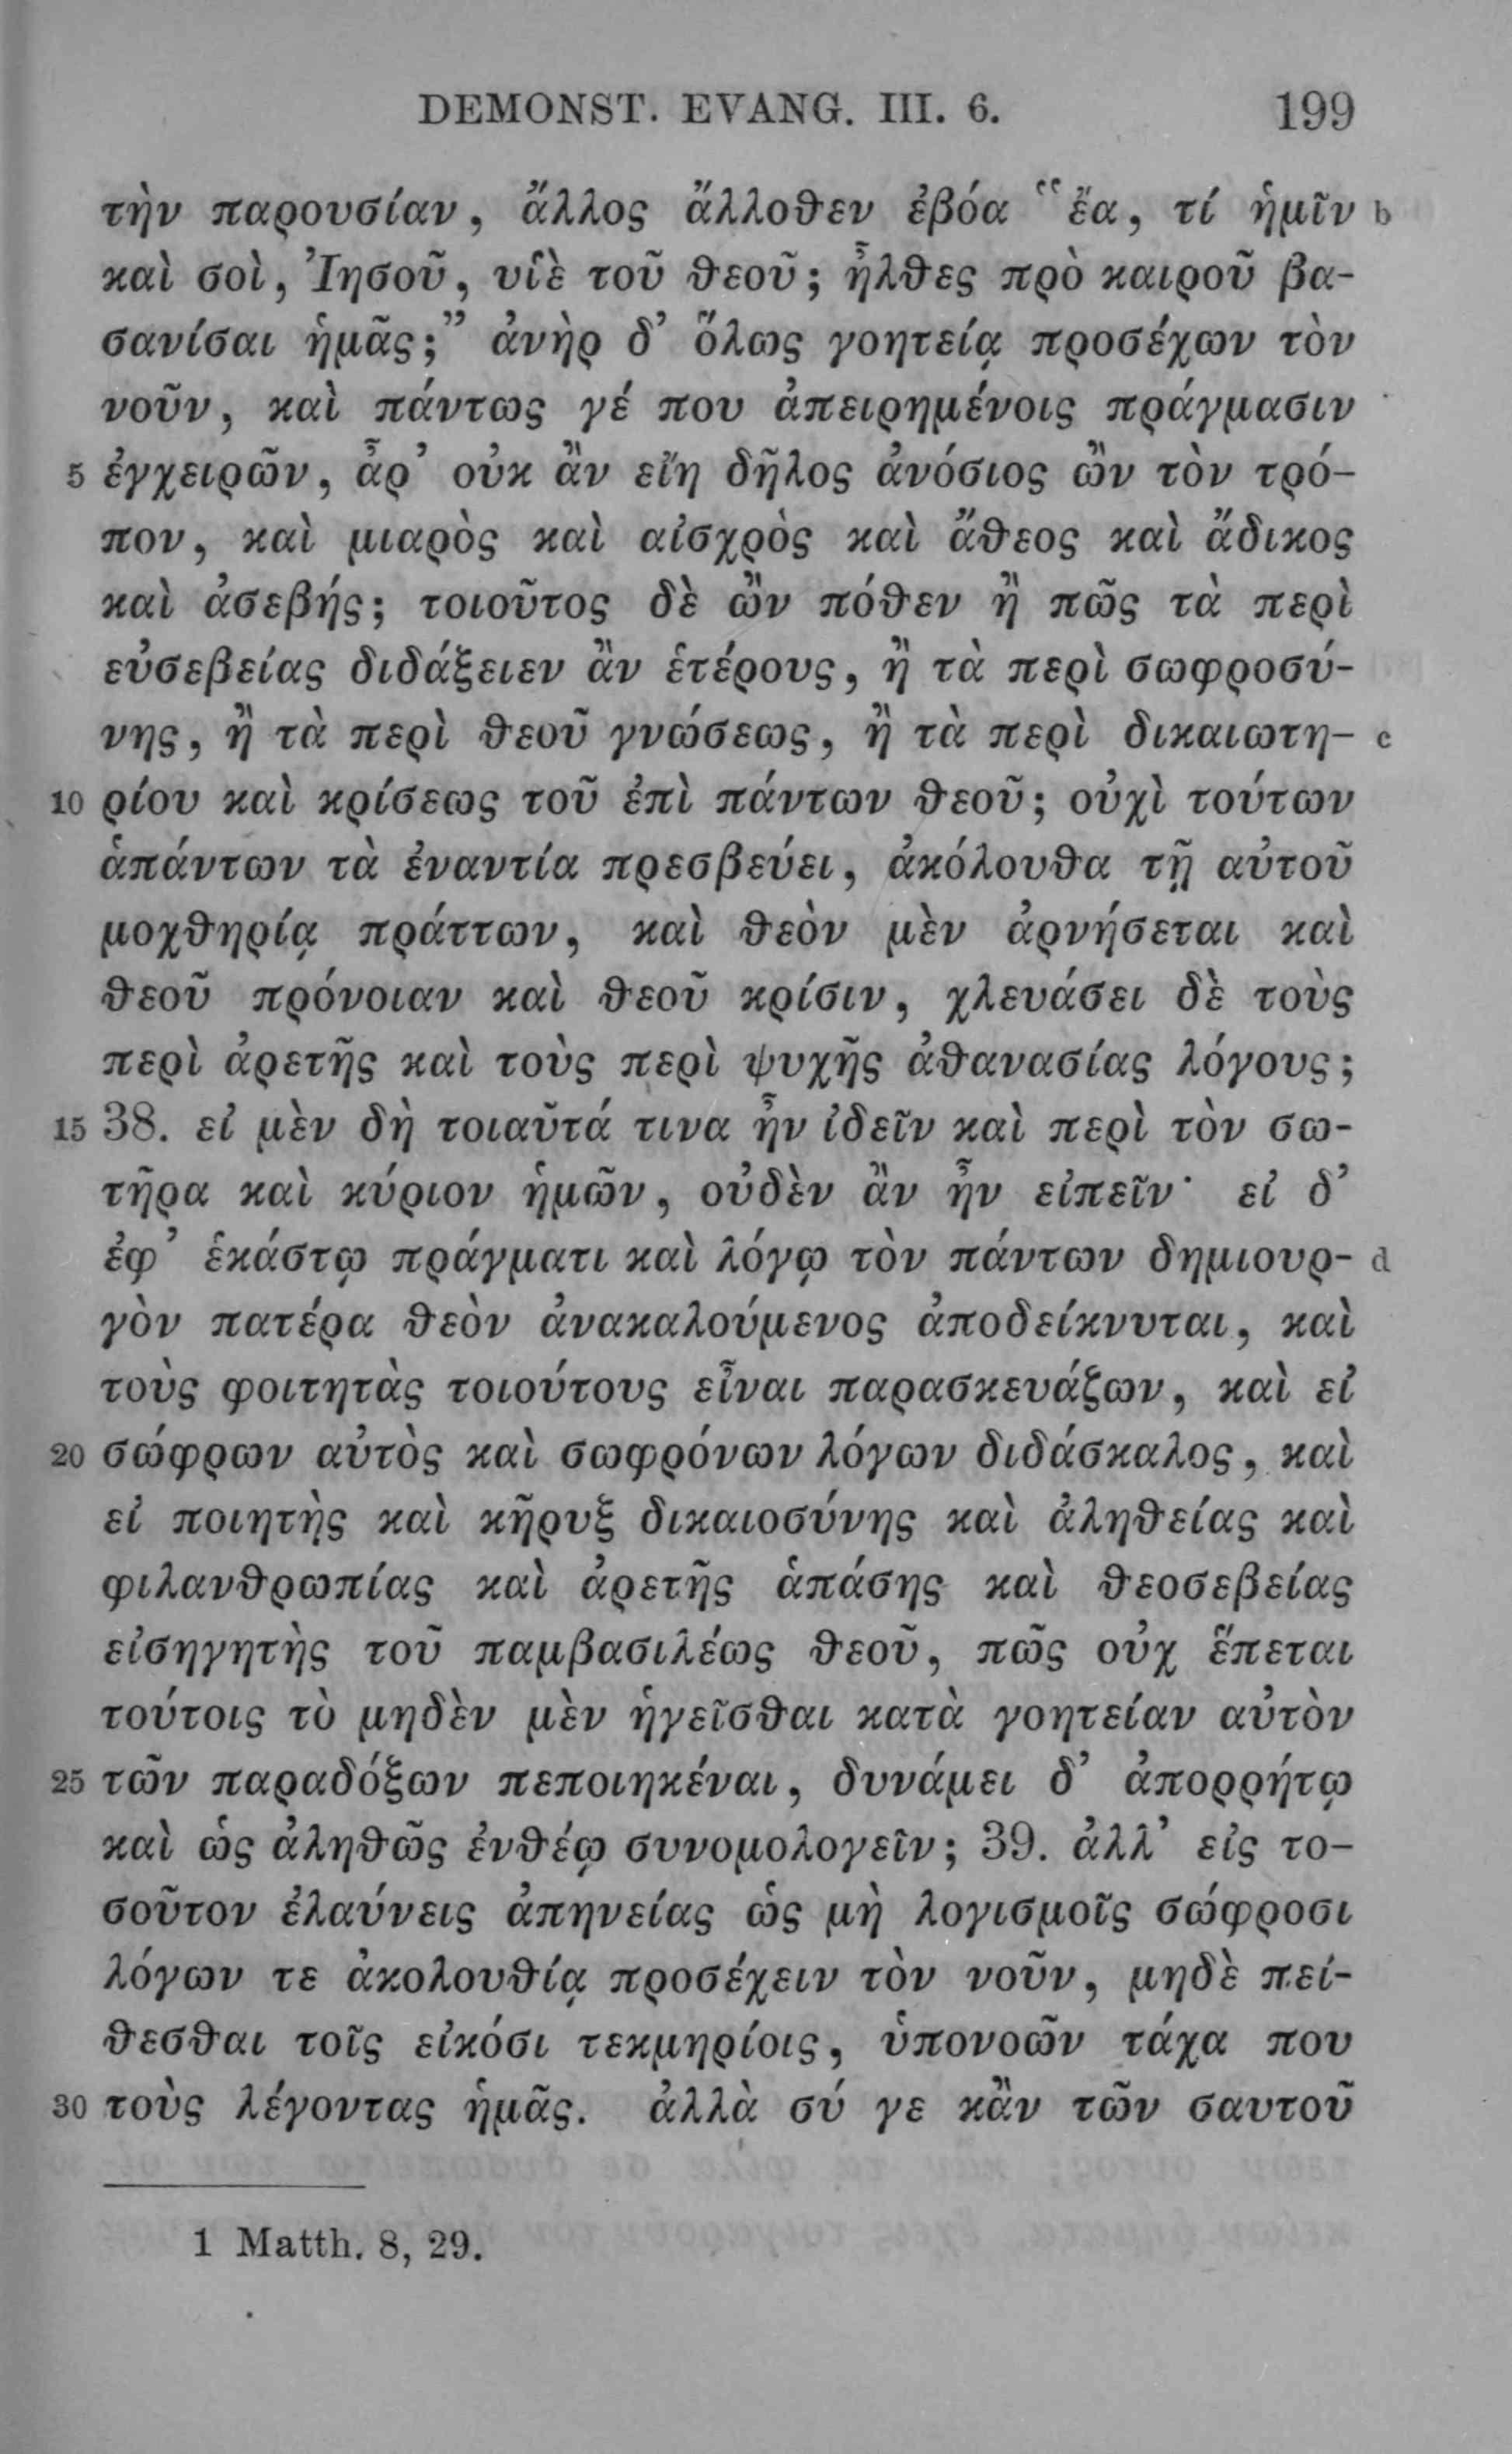 DEMONST. EVANG. III. 6. 199
τὴν παρουσίαν, ἄλλος ἄλλοθεν ἐβόα “ἔα, τί ἡμῖν b
καὶ σοὶ, Ἰησοῦ, υἱὲ τοῦ θεοῦ; ἦλθες πρὸ καιροῦ βα-
σανίσαι ἡμᾶς;” ἀνὴρ δ’ ὅλως γοητείᾳ προσέχων τὸν
νοῦν, καὶ πάντως γέ που ἀπειρημένοις πράγμασιν
5 ἐγχειρῶν, ἆρ’ οὐκ ἂν εἴη δῆλος ἀνόσιος ὢν τὸν τρό-
πον, καὶ μιαρὸς καὶ αἰσχρὸς καὶ ἄθεος καὶ ἄδικος
καὶ ἀσεβής; τοιοῦτος δὲ ὢν πόθεν ἢ πῶς τὰ περὶ
εὐσεβείας διδάξειεν ἂν ἑτέρους, ἢ τὰ περὶ σωφροσύ-
νης, ἢ τὰ περὶ θεοῦ γνώσεως, ἢ τὰ περὶ δικαιωτη- c
10 ρίου καὶ κρίσεως τοῦ ἐπὶ πάντων θεοῦ; οὐχὶ τούτων
ἁπάντων τὰ ἐναντία πρεσβεύει, ἀκόλουθα τῇ αὐτοῦ
μοχθηρίᾳ πράττων, καὶ θεὸν μὲν ἀρνήσεται καὶ
θεοῦ πρόνοιαν καὶ θεοῦ κρίσιν, χλευάσει δὲ τοὺς
περὶ ἀρετῆς καὶ τοὺς περὶ ψυχῆς ἀθανασίας λόγους;
15 38. εἰ μὲν δὴ τοιαῦτά τινα ἦν ἰδεῖν καὶ περὶ τὸν σω-
τῆρα καὶ κύριον ἡμῶν, οὐδὲν ἂν ἦν εἰπεῖν· εἰ δ’
ἐφ’ ἑκάστῳ πράγματι καὶ λόγῳ τὸν πάντων δημιουρ- d
γὸν πατέρα θεὸν ἀνακαλούμενος ἀποδείκνυται, καὶ
τοὺς φοιτητὰς τοιούτους εἶναι παρασκευάζων, καὶ εἰ
20 σώφρων αὐτὸς καὶ σωφρόνων λόγων διδάσκαλος, καὶ
εἰ ποιητὴς καὶ κῆρυξ δικαιοσύνης καὶ ἀληθείας καὶ
φιλανθρωπίας καὶ ἀρετῆς ἁπάσης καὶ θεοσεβείας
εἰσηγητὴς τοῦ παμβασιλέως θεοῦ, πῶς οὐχ ἕπεται
τούτοις τὸ μηδὲν μὲν ἡγεῖσθαι κατὰ γοητείαν αὐτὸν
25 τῶν παραδόξων πεποιηκέναι, δυνάμει δ’ ἀπορρήτῳ
καὶ ὡς ἀληθῶς ἐνθέῳ συνομολογεῖν; 39. ἀλλ’ εἰς το-
σοῦτον ἐλαύνεις ἀπηνείας ὡς μὴ λογισμοῖς σώφροσι
λόγων τε ἀκολουθίᾳ προσέχειν τὸν νοῦν, μηδὲ πεί-
θεσθαι τοῖς εἰκόσι τεκμηρίοις, ὑπονοῶν τάχα που
30 τοὺς λέγοντας ἡμᾶς. ἀλλὰ σύ γε κἂν τῶν σαυτοῦ
1 Matth. 8, 29.